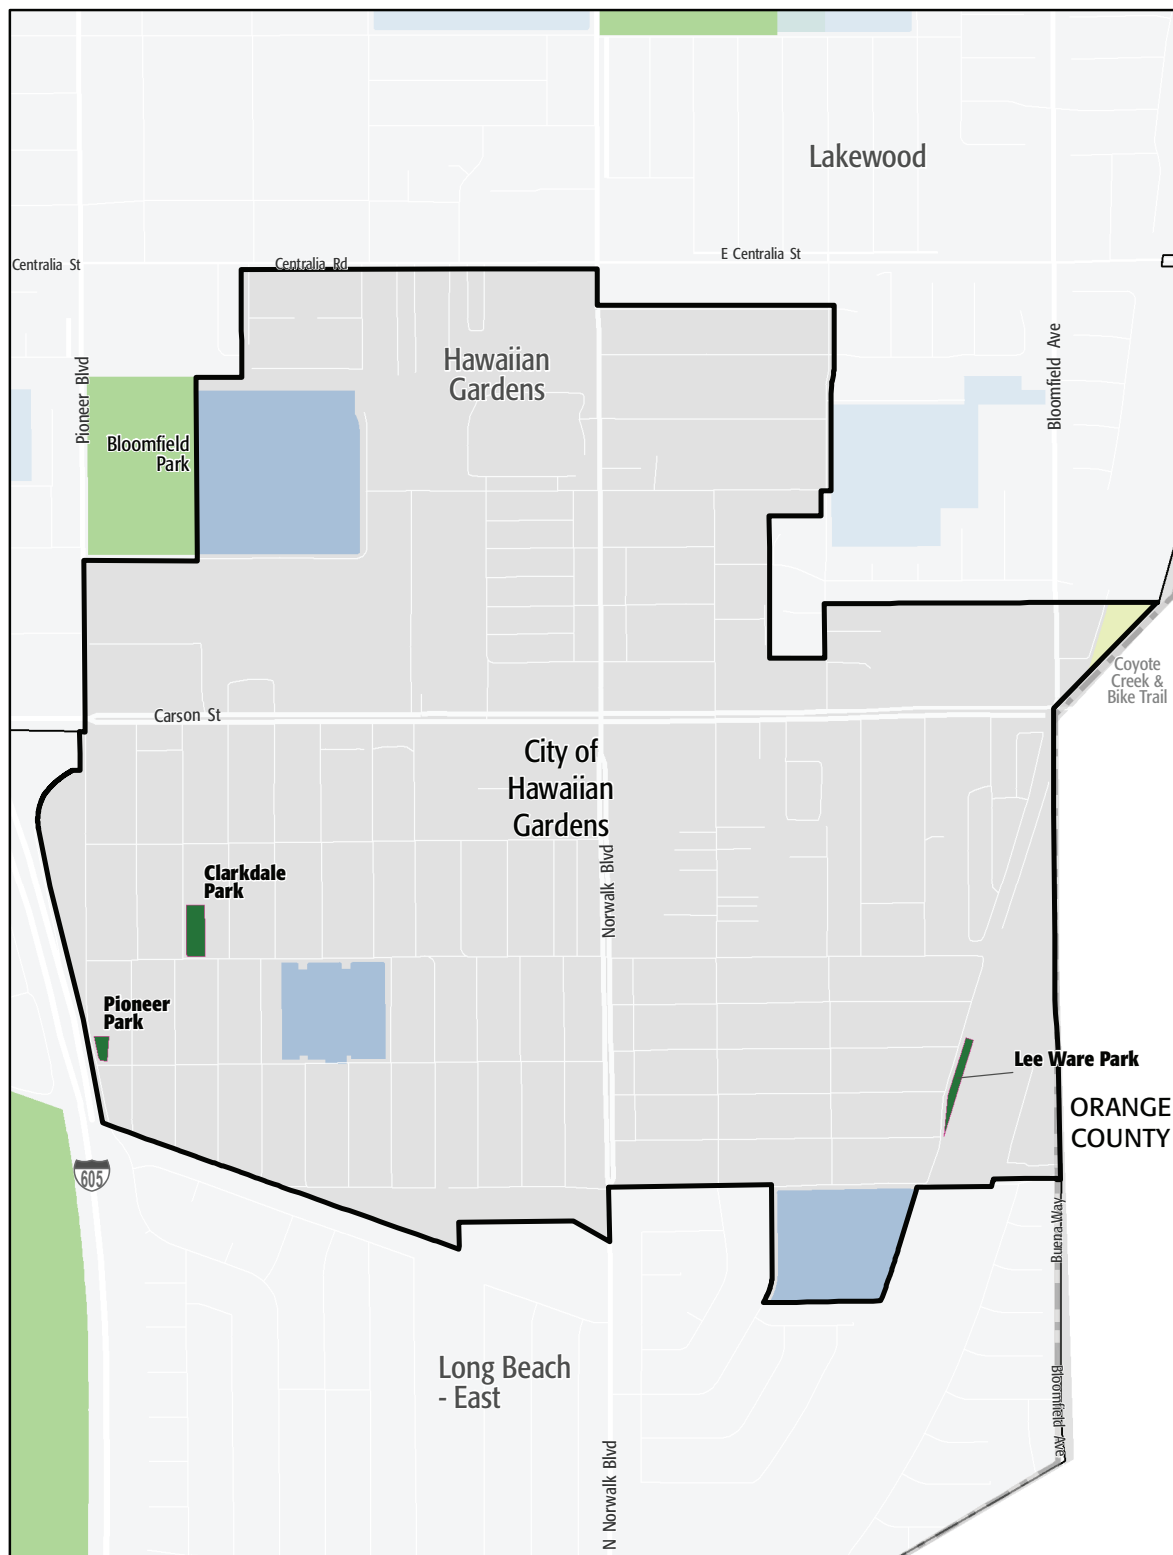 Lakewood
Centralia St
Centralia Rd
E Centralia St
Hawaiian
Gardens
Pioneer Blvd
Bloomfield Ave
Bloomfield
Park
Coyote
Creek &
Bike Trail
Carson St
City of
Hawaiian
Gardens
Norwalk Blvd
Clarkdale
Park
Pioneer
Park
Lee Ware Park
ORANGE
COUNTY
605
Buena Way
Long Beach
- East
Bloomfield Ave
N Norwalk Blvd